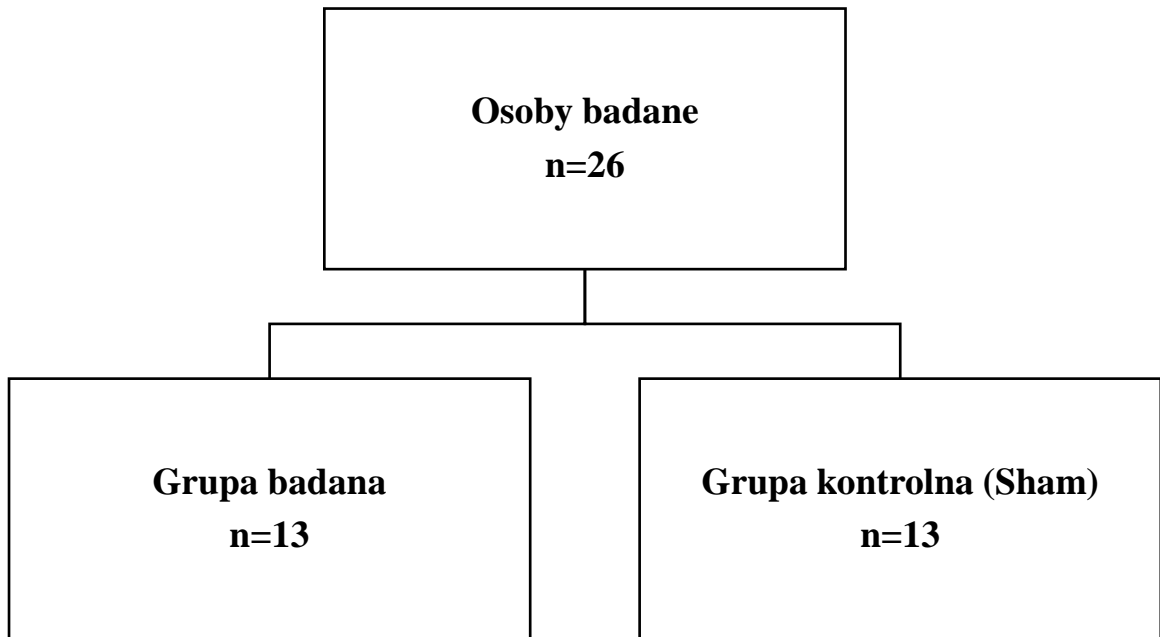 Osoby badane
n=26
Grupa badana
n=13
Grupa kontrolna (Sham)
n=13